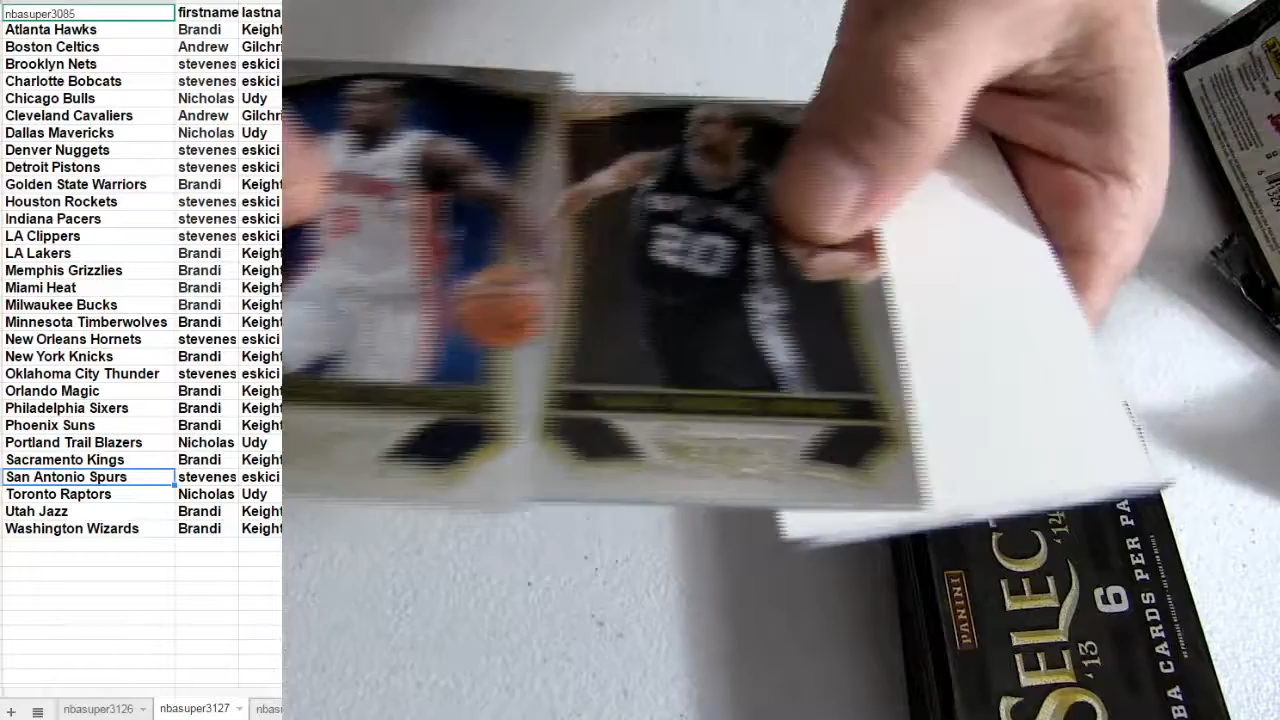 nbasuper3085 firstname lastna
Atlanta Hawks Brandi Keight
Boston Celtics Andrew Gilchri
Brooklyn Nets stevenes eskici
Charlotte Bobcats stevenes eskici
Chicago Bulls Nicholas Udy
Cleveland Cavaliers Andrew Gilchr
Dallas Mavericks Nicholas Udy
Denver Nuggets stevenes eskici
Detroit Pistons stevenes eskici
Golden State Warriors Brandi Keight
Houston Rockets stevenes eskici
Indiana Pacers stevenes eskici
LA Clippers stevenes eskici
LA Lakers Brandi Keight
Memphis Grizzlies Brandi Keight
Miami Heat Brandi Keight
Milwaukee Bucks Brandi Keight
Minnesota Timberwolves Brandi Keight
New Orleans Hornets stevenes eskici
New York Knicks Brandi Keight
Oklahoma City Thunder stevenes eskici
Orlando Magic Brandi Keight
Philadelphia Sixers Brandi Keight
Phoenix Suns Brandi Keight
Portland Trail Blazers Nicholas Udy
Sacramento Kings Brandi Keight
San Antonio Spurs stevenes eskici
Toronto Raptors Nicholas Udy
Utah Jazz Brandi Keight
Washington Wizards Brandi Keight
nbasuper3126 nbasuper3127 nbas
20
PANINI
SELECT
'13 '14
6
BA CARDS PER PA